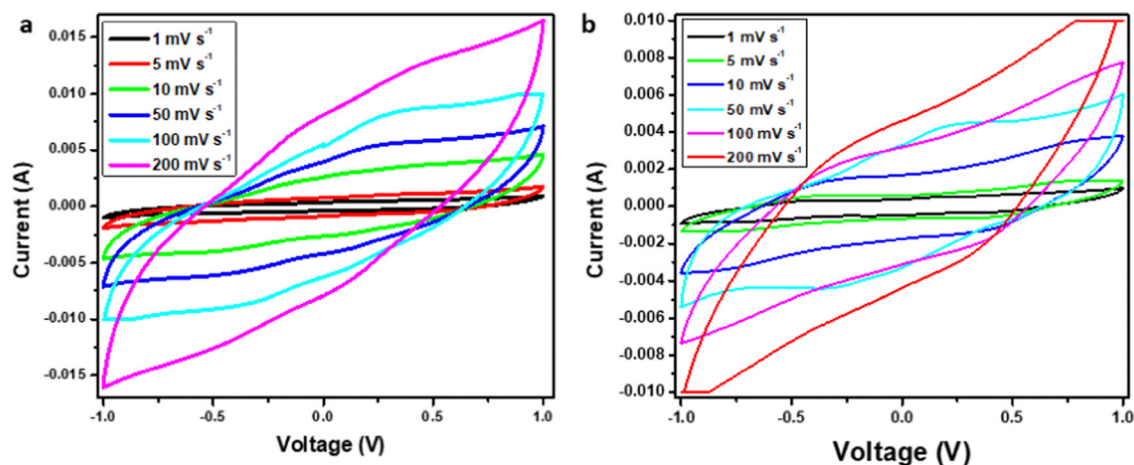 a
1 mV s⁻¹
5 mV s⁻¹
10 mV s⁻¹
50 mV s⁻¹
100 mV s⁻¹
200 mV s⁻¹
0.015
0.010
0.005
0.000
-0.005
-0.010
-0.015
Current (A)
-1.0 -0.5 0.0 0.5 1.0
Voltage (V)
b
1 mV s⁻¹
5 mV s⁻¹
10 mV s⁻¹
50 mV s⁻¹
100 mV s⁻¹
200 mV s⁻¹
0.010
0.008
0.006
0.004
0.002
0.000
-0.002
-0.004
-0.006
-0.008
-0.010
Current (A)
-1.0 -0.5 0.0 0.5 1.0
Voltage (V)